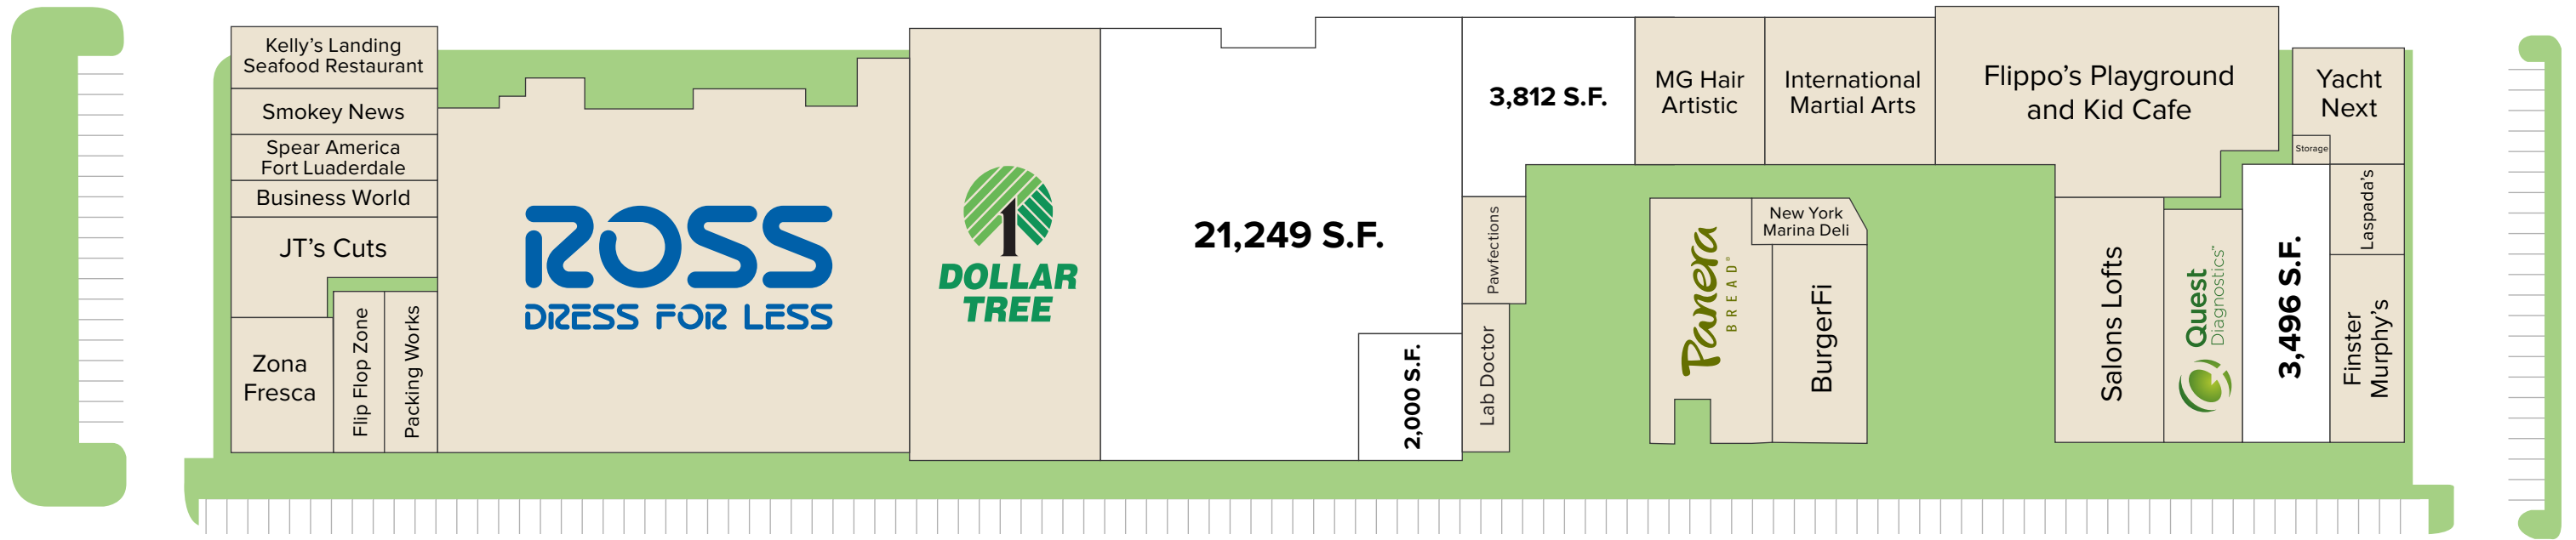 Kelly's Landing
Seafood Restaurant
Smokey News
Spear America
Fort Luaderdale
Business World
JT's Cuts
Zona
Fresca
Flip Flop Zone
Packing Works
ROSS
DRESS FOR LESS
1
DOLLAR
TREE
21,249 S.F.
2,000 S.F.
3,812 S.F.
Pawfections
Lab Doctor
MG Hair
Artistic
International
Martial Arts
Panera
BREAD®
New York
Marina Deli
BurgerFi
Flippo's Playground
and Kid Cafe
Salons Lofts
Quest
Diagnostics™
3,496 S.F.
Yacht
Next
Storage
Laspada's
Finster
Murphy's